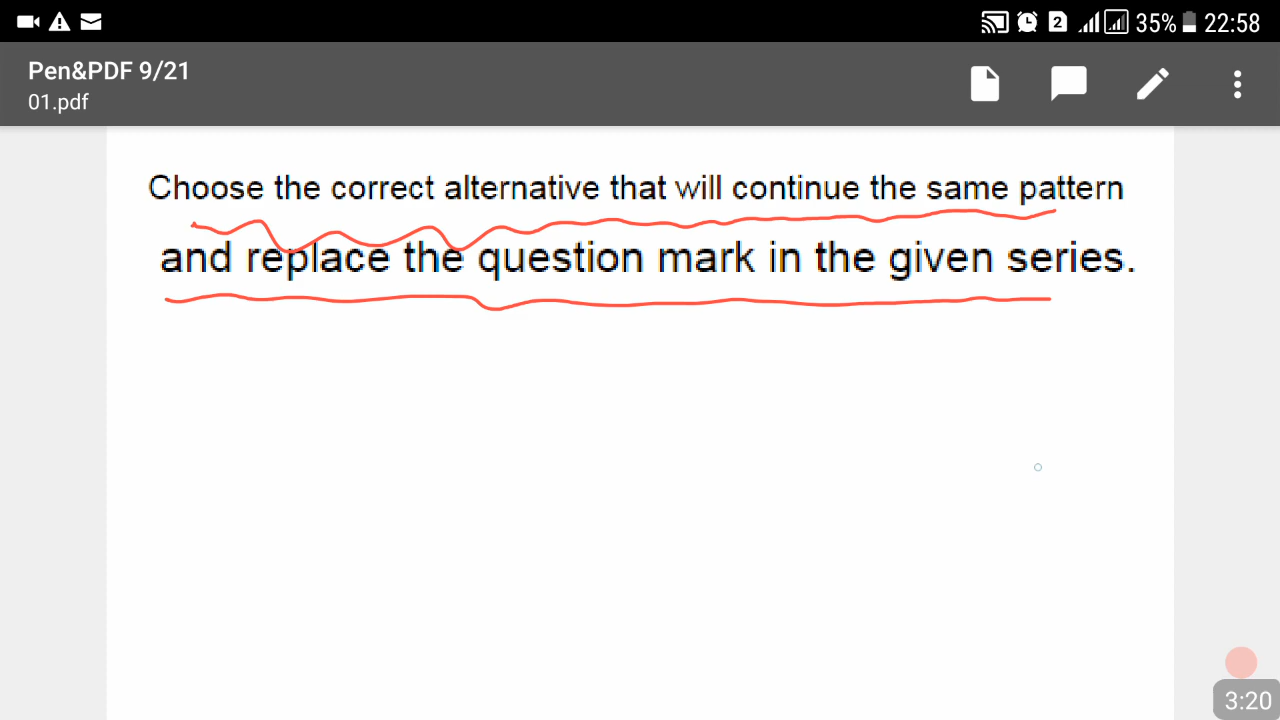 2 35% 22:58
Pen&PDF 9/21
01.pdf
Choose the correct alternative that will continue the same pattern
and replace the question mark in the given series.
3:20